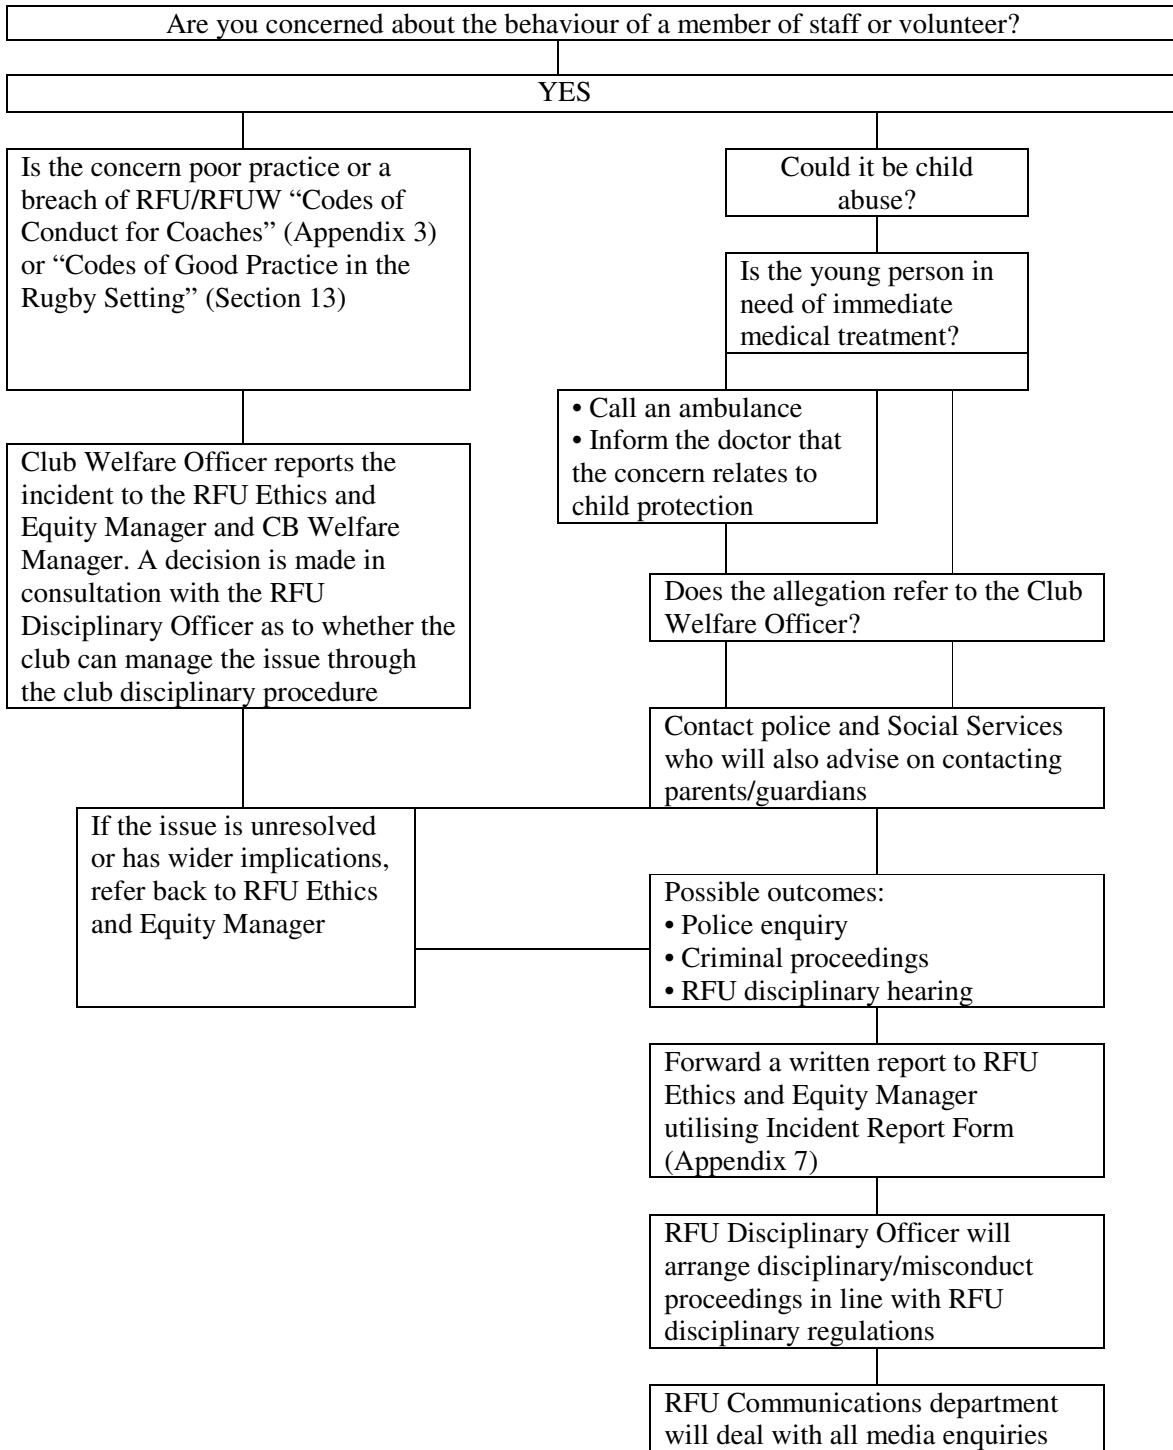 Are you concerned about the behaviour of a member of staff or volunteer?
YES
Is the concern poor practice or a
breach of RFU/RFUW “Codes of
Conduct for Coaches” (Appendix 3)
or “Codes of Good Practice in the
Rugby Setting” (Section 13)
Club Welfare Officer reports the
incident to the RFU Ethics and
Equity Manager and CB Welfare
Manager. A decision is made in
consultation with the RFU
Disciplinary Officer as to whether the
club can manage the issue through
the club disciplinary procedure
If the issue is unresolved
or has wider implications,
refer back to RFU Ethics
and Equity Manager
Could it be child
abuse?
Is the young person in
need of immediate
medical treatment?
• Call an ambulance
• Inform the doctor that
the concern relates to
child protection
Does the allegation refer to the Club
Welfare Officer?
Contact police and Social Services
who will also advise on contacting
parents/guardians
Possible outcomes:
• Police enquiry
• Criminal proceedings
• RFU disciplinary hearing
Forward a written report to RFU
Ethics and Equity Manager
utilising Incident Report Form
(Appendix 7)
RFU Disciplinary Officer will
arrange disciplinary/misconduct
proceedings in line with RFU
disciplinary regulations
RFU Communications department
will deal with all media enquiries